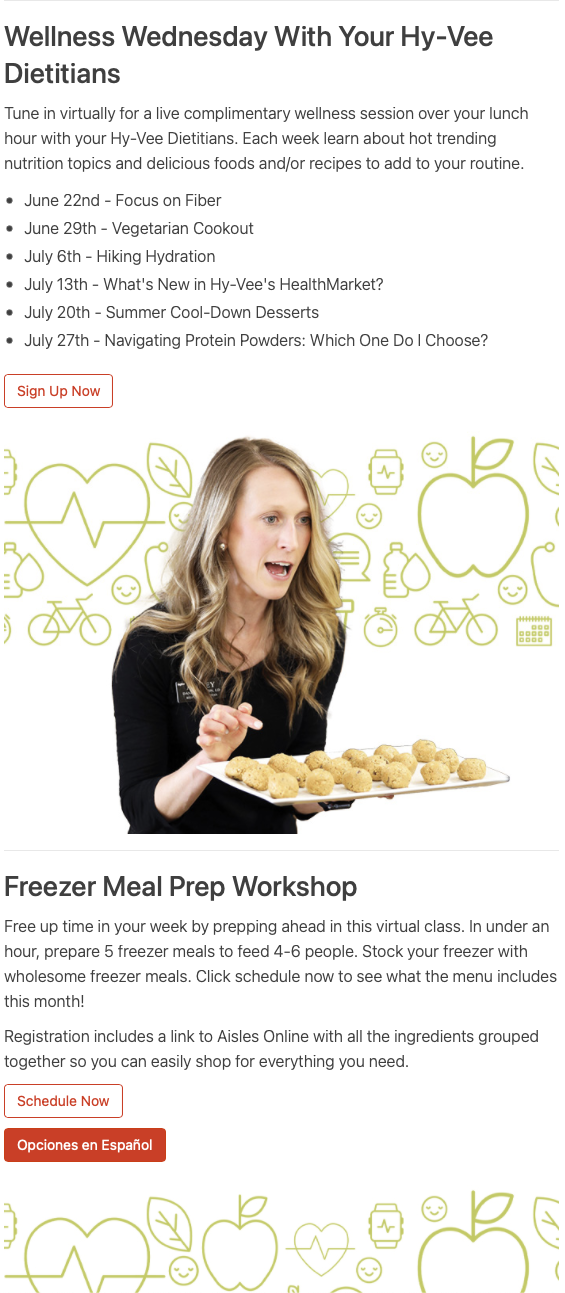 Wellness Wednesday With Your Hy-Vee
Dietitians
Tune in virtually for a live complimentary wellness session over your lunch
hour with your Hy-Vee Dietitians. Each week learn about hot trending
nutrition topics and delicious foods and/or recipes to add to your routine.
• June 22nd - Focus on Fiber
• June 29th - Vegetarian Cookout
• July 6th - Hiking Hydration
• July 13th - What's New in Hy-Vee's HealthMarket?
• July 20th - Summer Cool-Down Desserts
• July 27th - Navigating Protein Powders: Which One Do I Choose?
Sign Up Now
Freezer Meal Prep Workshop
Free up time in your week by prepping ahead in this virtual class. In under an
hour, prepare 5 freezer meals to feed 4-6 people. Stock your freezer with
wholesome freezer meals. Click schedule now to see what the menu includes
this month!
Registration includes a link to Aisles Online with all the ingredients grouped
together so you can easily shop for everything you need.
Schedule Now
Opciones en Español